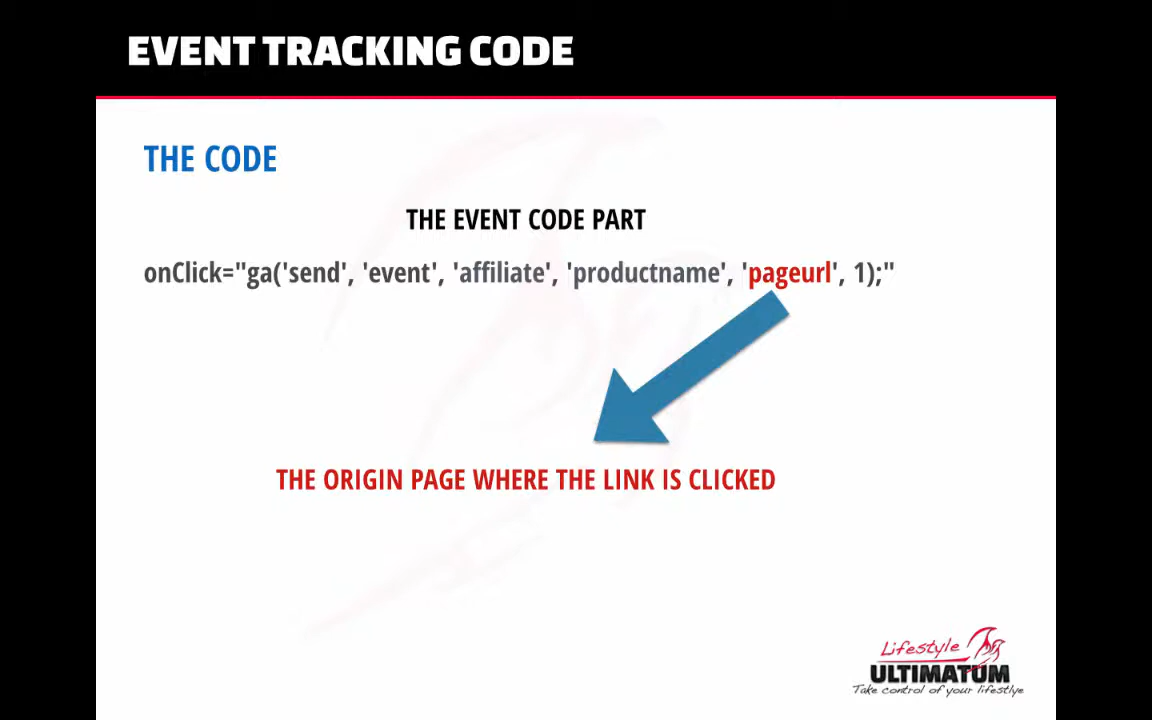 EVENT TRACKING CODE
THE CODE
THE EVENT CODE PART
onClick="ga('send', 'event', 'affiliate', 'productname', 'pageurl', 1);"
THE ORIGIN PAGE WHERE THE LINK IS CLICKED
Lifestyle
ULTIMATUM
Take control of your lifestlye